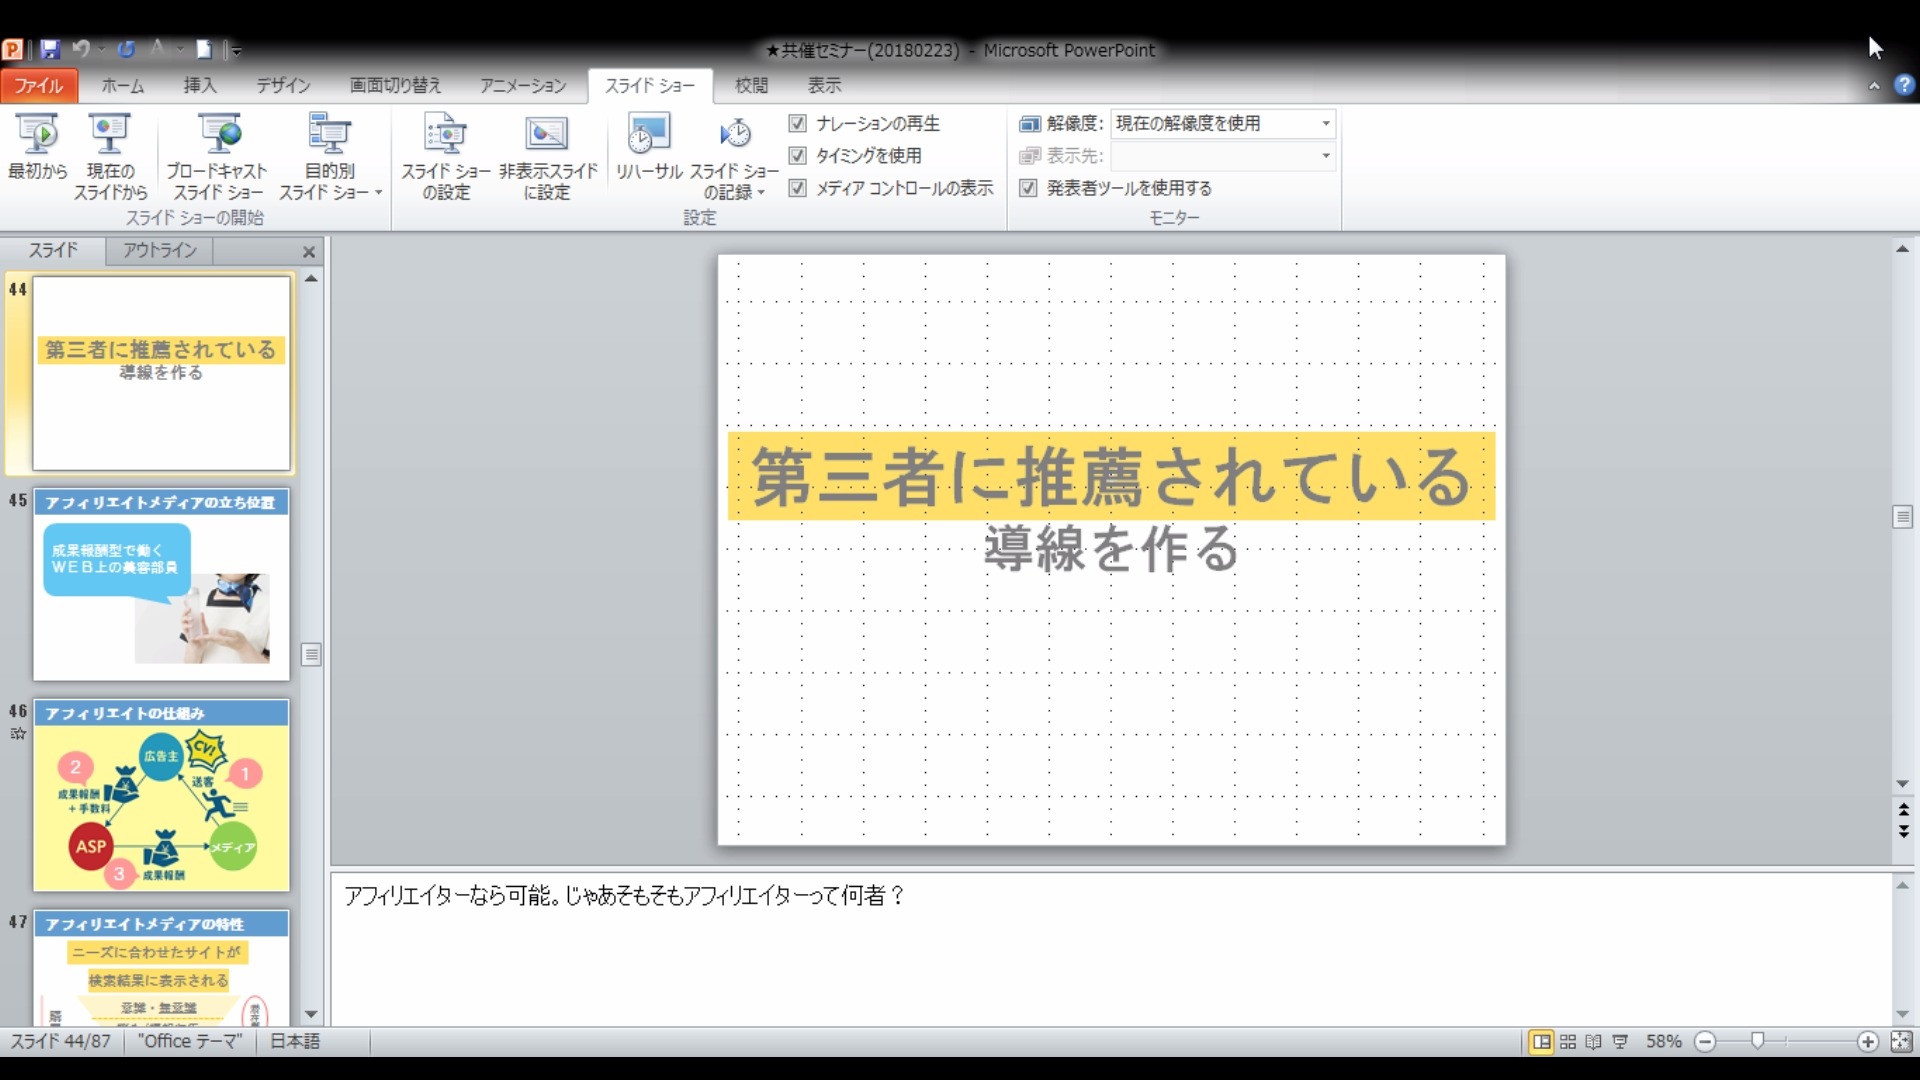 ★共催セミナー(20180223) - Microsoft PowerPoint
ファイル ホーム 挿入 デザイン 画面切り替え アニメーション スライド ショー 校閲 表示
最初から
現在の
スライドから
ブロードキャスト
スライド ショー
目的別
スライド ショー
スライド ショーの開始
スライド ショー
の設定
非表示スライド
に設定
リハーサル
スライド ショー
の記録
ナレーションの再生
タイミングを使用
メディア コントロールの表示
設定
解像度: 現在の解像度を使用
表示先:
発表者ツールを使用する
モニター
スライド アウトライン
44
第三者に推薦されている
導線を作る
45
アフィリエイトメディアの立ち位置
成果報酬型で働く
WEB上の美容部員
46
アフィリエイトの仕組み
広告主
CV!
2
送客
1
成果報酬
+手数料
ASP
メディア
3
成果報酬
47
アフィリエイトメディアの特性
ニーズに合わせたサイトが
検索結果に表示される
意識・無意識
第三者に推薦されている
導線を作る
アフィリエイターなら可能。じゃあそもそもアフィリエイターって何者？
スライド 44/87 "Office テーマ" 日本語
58%